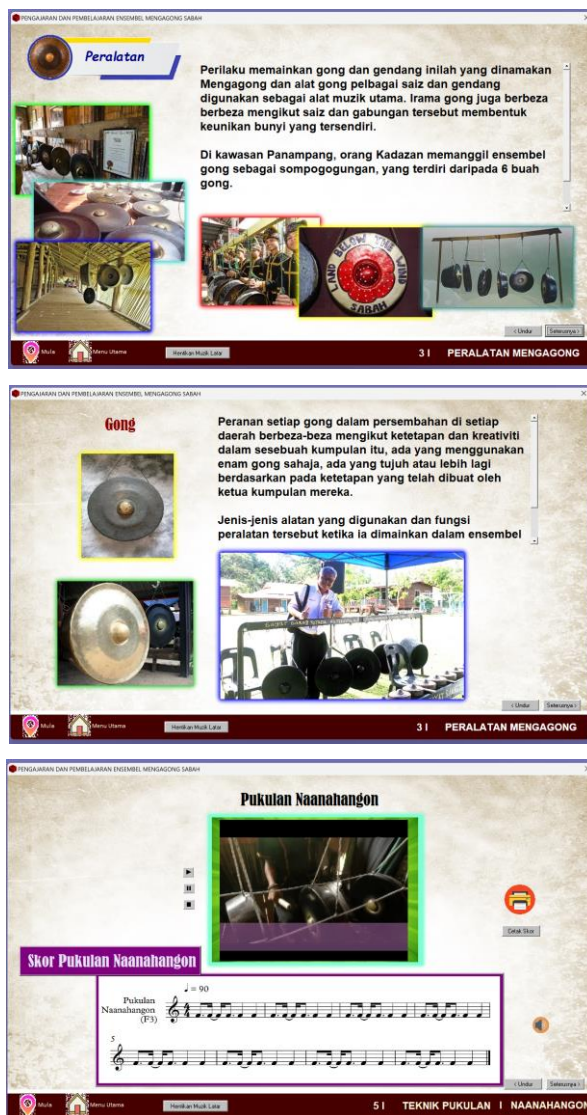 PENGAJARAN DAN PEMBELAJARAN ENSEMBEL MENGAGONG SABAH
Peralatan
Perilaku memainkan gong dan gendang inilah yang dinamakan
Mengagong dan alat gong pelbagai saiz dan gendang
digunakan sebagai alat muzik utama. Irama gong juga berbeza
berbeza mengikut saiz dan gabungan tersebut membentuk
keunikan bunyi yang tersendiri.
Di kawasan Panampang, orang Kadazan memanggil ensembel
gong sebagai sompogogungan, yang terdiri daripada 6 buah
gong.
LAND BELOW THE WIND
SABAH
< Undur
Seterusnya >
Mula
Menu Utama
Hentikan Muzik Latar
3 I PERALATAN MENGAGONG
PENGAJARAN DAN PEMBELAJARAN ENSEMBEL MENGAGONG SABAH
Gong
Peranan setiap gong dalam persembahan di setiap
daerah berbeza-beza mengikut ketetapan dan kreativiti
dalam sesebuah kumpulan itu, ada yang menggunakan
enam gong sahaja, ada yang tujuh atau lebih lagi
berdasarkan pada ketetapan yang telah dibuat oleh
ketua kumpulan mereka.
Jenis-jenis alatan yang digunakan dan fungsi
peralatan tersebut ketika ia dimainkan dalam ensembel
< Undur
Seterusnya >
Mula
Menu Utama
Hentikan Muzik Latar
3 I PERALATAN MENGAGONG
PENGAJARAN DAN PEMBELAJARAN ENSEMBEL MENGAGONG SABAH
Pukulan Naanahangon
Cetak Skor
Skor Pukulan Naanahangon
♩ = 90
Pukulan
Naanahangon
(F3)
5
< Undur
Seterusnya >
Mula
Menu Utama
Hentikan Muzik Latar
5 I TEKNIK PUKULAN I NAANAHANGON